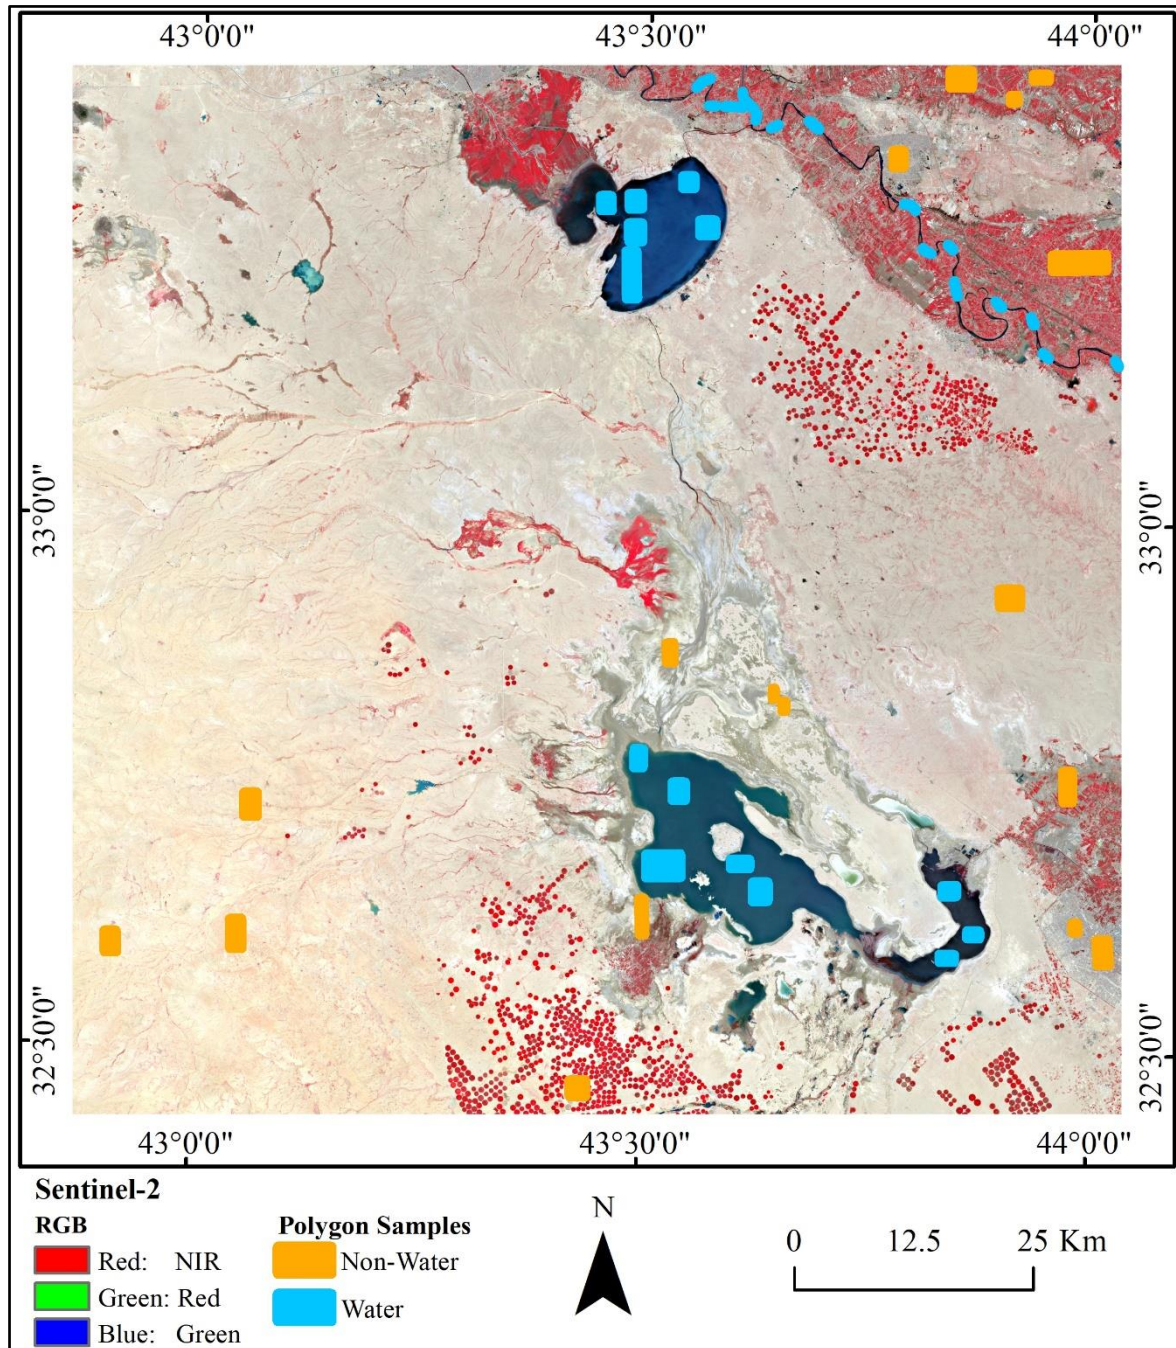 43°0'0" 43°30'0" 44°0'0"
33°0'0" 33°0'0"
32°30'0" 32°30'0"
43°0'0" 43°30'0" 44°0'0"
Sentinel-2
RGB
Red: NIR
Green: Red
Blue: Green
Polygon Samples
Non-Water
Water
N
0 12.5 25 Km